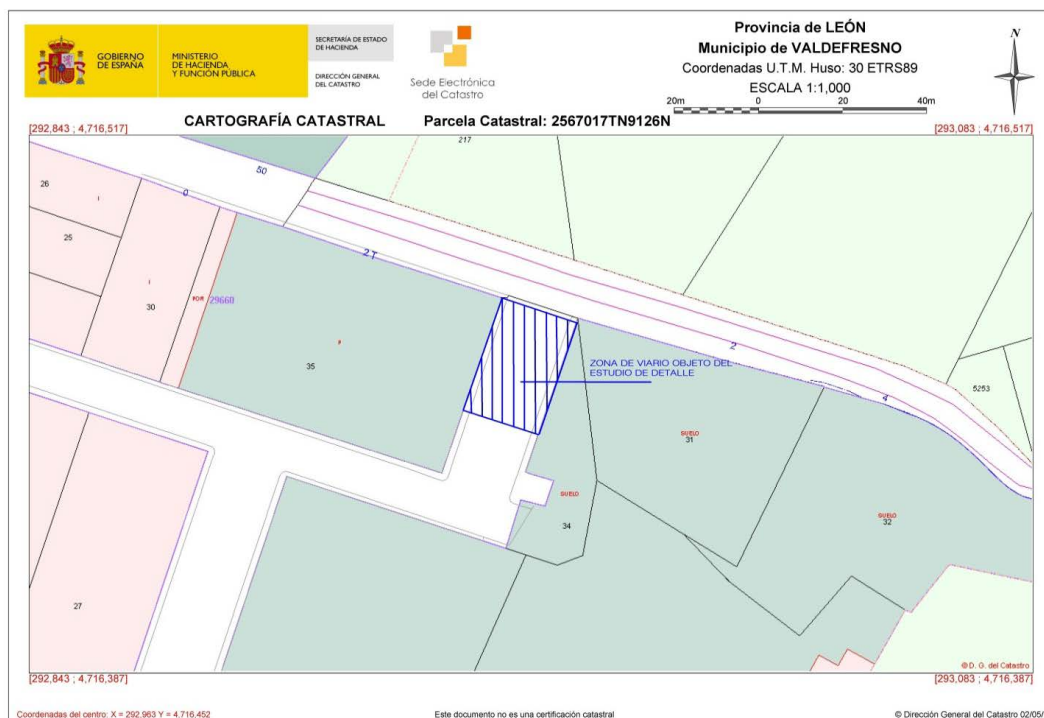 GOBIERNO
DE ESPAÑA
MINISTERIO
DE HACIENDA
Y FUNCIÓN PÚBLICA
SECRETARÍA DE ESTADO
DE HACIENDA
DIRECCIÓN GENERAL
DEL CATASTRO
Sede Electrónica
del Catastro
Provincia de LEÓN
Municipio de VALDEFRESNO
Coordenadas U.T.M. Huso: 30 ETRS89
ESCALA 1:1,000
20m 0 20 40m
N
CARTOGRAFÍA CATASTRAL Parcela Catastral: 2567017TN9126N
[292,843 ; 4,716,517]
[293,083 ; 4,716,517]
217
50
26
I
0
25
2 T
I
30
POR
29660
P
35
2
ZONA DE VIARIO OBJETO DEL
ESTUDIO DE DETALLE
4
5253
SUELO
31
SUELO
34
SUELO
32
27
© D. G. del Catastro
[292,843 ; 4,716,387]
[293,083 ; 4,716,387]
Coordenadas del centro: X = 292,963 Y = 4,716,452
Este documento no es una certificación catastral
© Dirección General del Catastro 02/05/